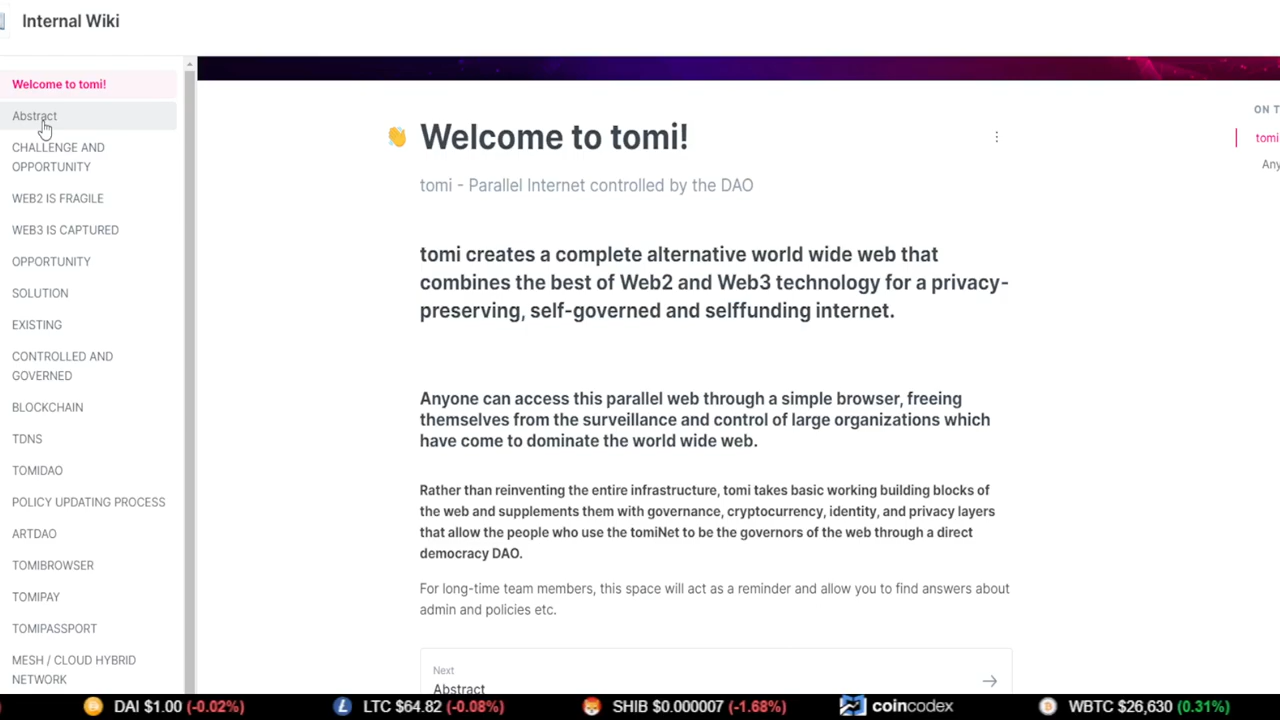 Internal Wiki
Welcome to tomi!
Abstract
CHALLENGE AND
OPPORTUNITY
WEB2 IS FRAGILE
WEB3 IS CAPTURED
OPPORTUNITY
SOLUTION
EXISTING
CONTROLLED AND
GOVERNED
BLOCKCHAIN
TDNS
TOMIDAO
POLICY UPDATING PROCESS
ARTDAO
TOMIBROWSER
TOMIPAY
TOMIPASSPORT
MESH / CLOUD HYBRID
NETWORK
Welcome to tomi!
tomi - Parallel Internet controlled by the DAO
tomi creates a complete alternative world wide web that
combines the best of Web2 and Web3 technology for a privacy-
preserving, self-governed and selffunding internet.
Anyone can access this parallel web through a simple browser, freeing
themselves from the surveillance and control of large organizations which
have come to dominate the world wide web.
Rather than reinventing the entire infrastructure, tomi takes basic working building blocks of
the web and supplements them with governance, cryptocurrency, identity, and privacy layers
that allow the people who use the tomiNet to be the governors of the web through a direct
democracy DAO.
For long-time team members, this space will act as a reminder and allow you to find answers about
admin and policies etc.
Next
Abstract
ON T
tomi
Any
DAI $1.00 (-0.02%) LTC $64.82 (-0.08%) SHIB $0.000007 (-1.68%) coincodex WBTC $26,630 (0.31%)